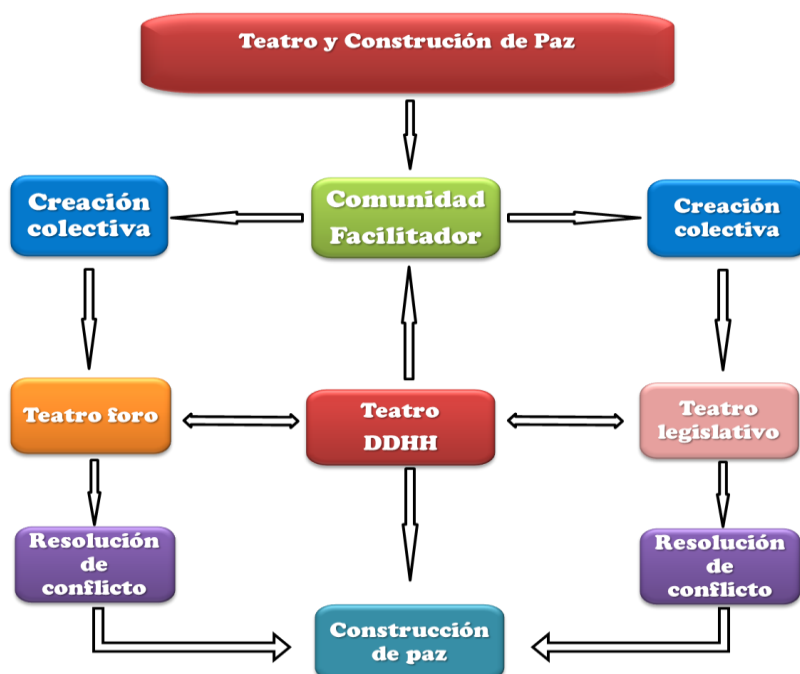 Teatro y Construción de Paz
Creación
colectiva
Comunidad
Facilitador
Creación
colectiva
Teatro foro
Teatro
DDHH
Teatro
legislativo
Resolución
de
conflicto
Construcción
de paz
Resolución
de
conflicto